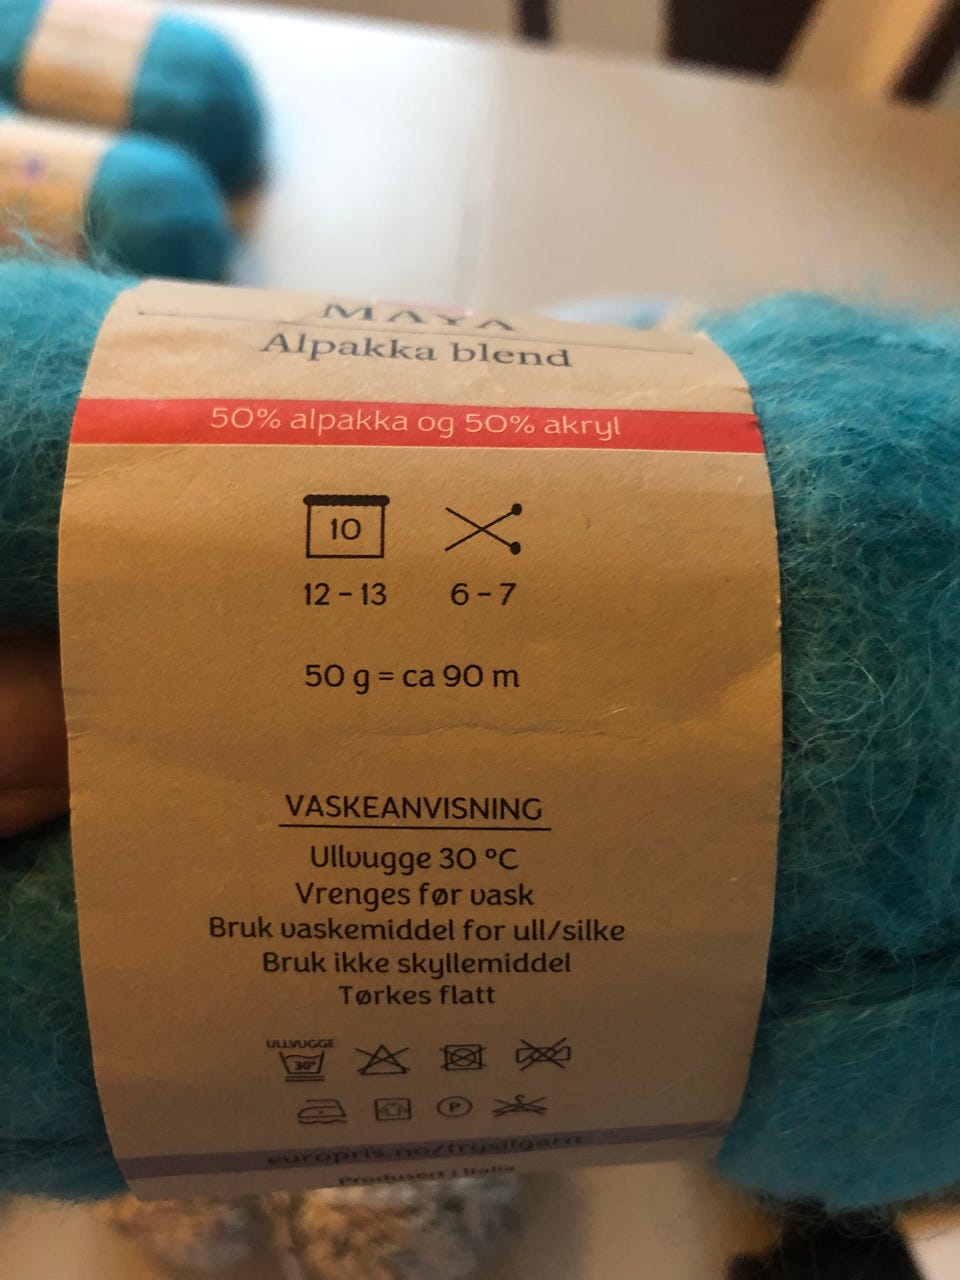 MAYA
Alpakka blend
50% alpakka og 50% akryl
10
12 - 13 6 - 7
50 g = ca 90 m
VASKEANVISNING
Ullvugge 30 °C
Vrenges før vask
Bruk vaskemiddel for ull/silke
Bruk ikke skyllemiddel
Tørkes flatt
ULLVUGGE
30°
P
europris.no/trysilgarn
Produsert i Italia